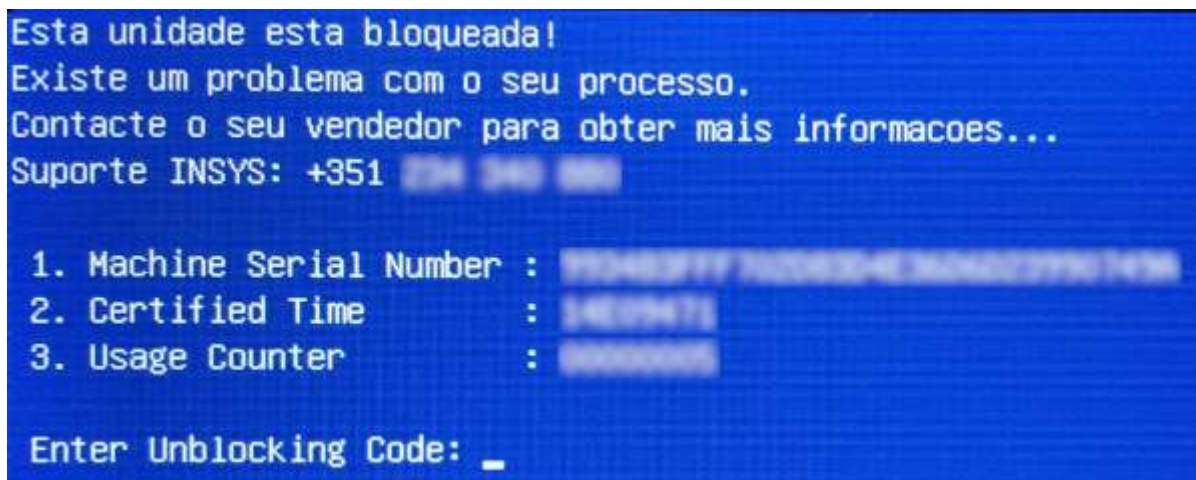 Esta unidade esta bloqueada!
Existe um problema com o seu processo.
Contacte o seu vendedor para obter mais informacoes...
Suporte INSYS: +351
1. Machine Serial Number :
2. Certified Time :
3. Usage Counter :
Enter Unblocking Code: _